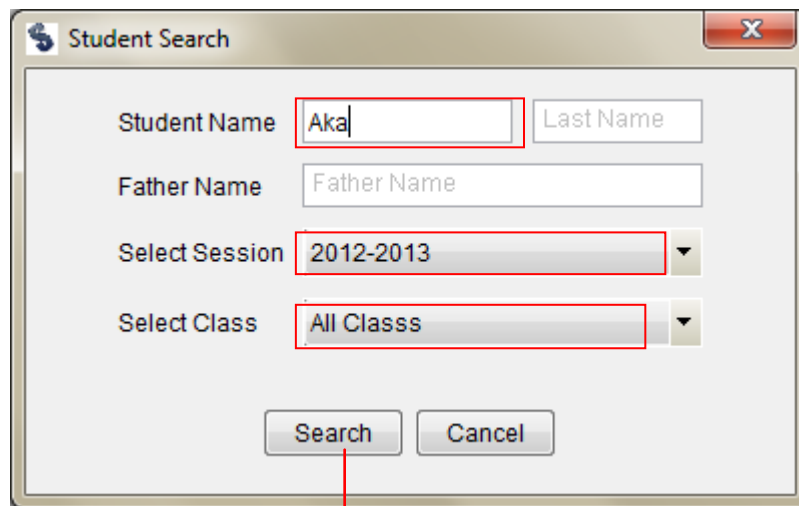 Student Search
Student Name Aka Last Name
Father Name Father Name
Select Session 2012-2013
Select Class All Classs
Search Cancel